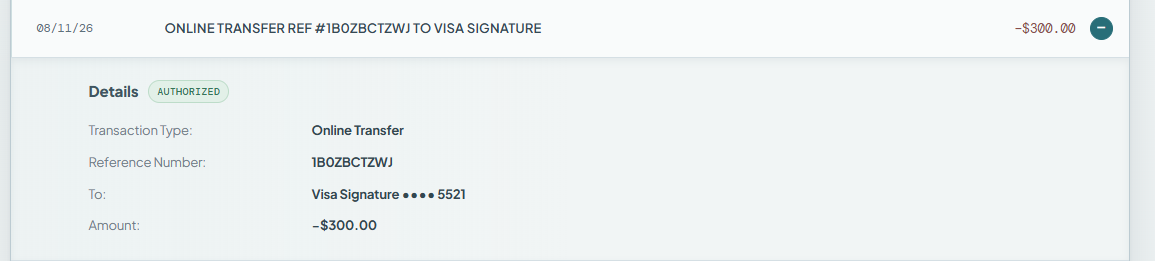 08/11/26 ONLINE TRANSFER REF #1B0ZBCTZWJ TO VISA SIGNATURE −$300.00 −
Details AUTHORIZED
Transaction Type: Online Transfer
Reference Number: 1B0ZBCTZWJ
To: Visa Signature •••• 5521
Amount: −$300.00